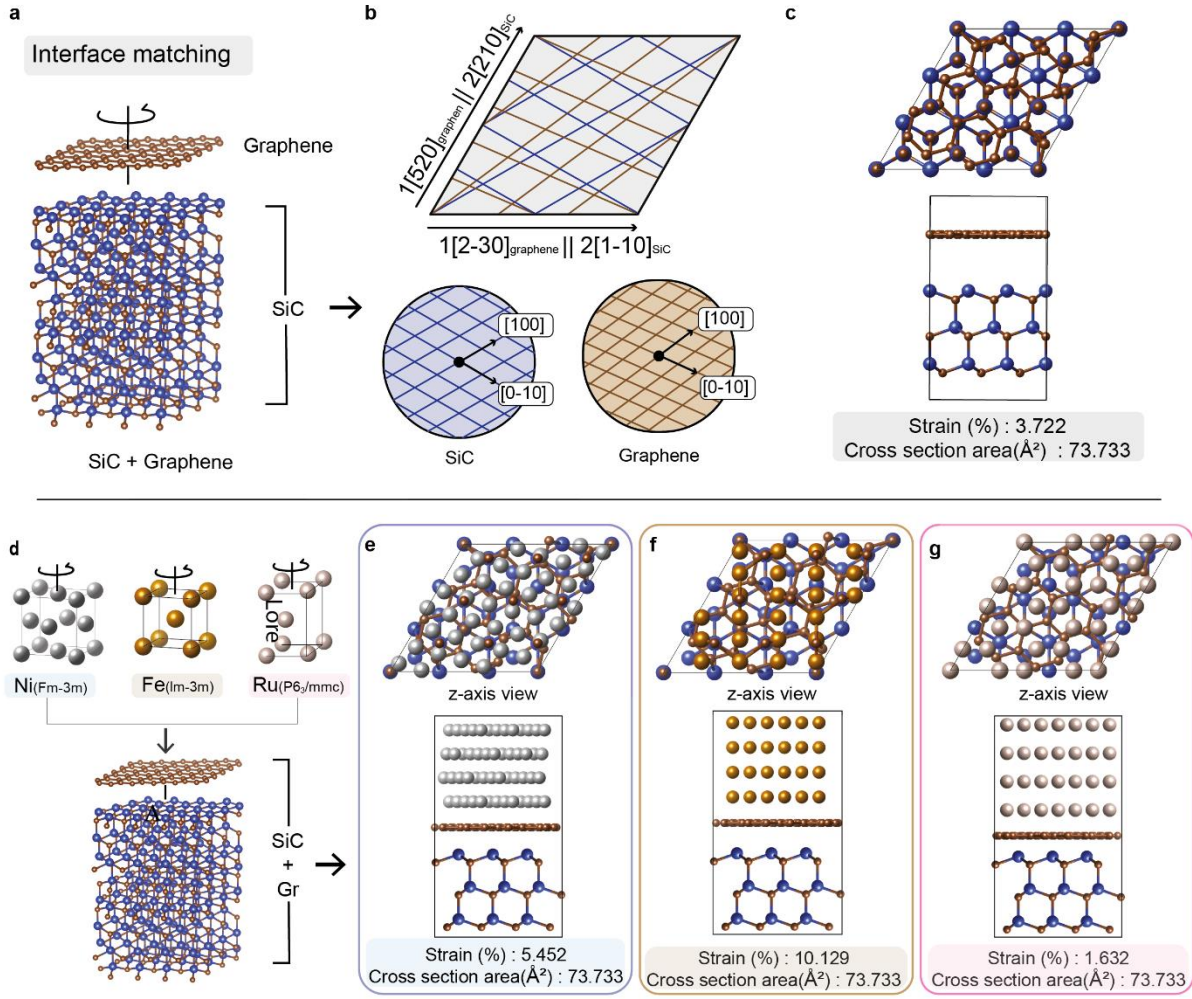 a
Interface matching
Graphene
SiC
SiC + Graphene
b
1[520]graphen || 2[210]SiC
1[2-30]graphene || 2[1-10]SiC
[100]
[0-10]
SiC
[100]
[0-10]
Graphene
c
Strain (%) : 3.722
Cross section area(Å²) : 73.733
d
Lore
Ni(Fm-3m)
Fe(Im-3m)
Ru(P6₃/mmc)
SiC
+
Gr
e
z-axis view
Strain (%) : 5.452
Cross section area(Å²) : 73.733
f
z-axis view
Strain (%) : 10.129
Cross section area(Å²) : 73.733
g
z-axis view
Strain (%) : 1.632
Cross section area(Å²) : 73.733